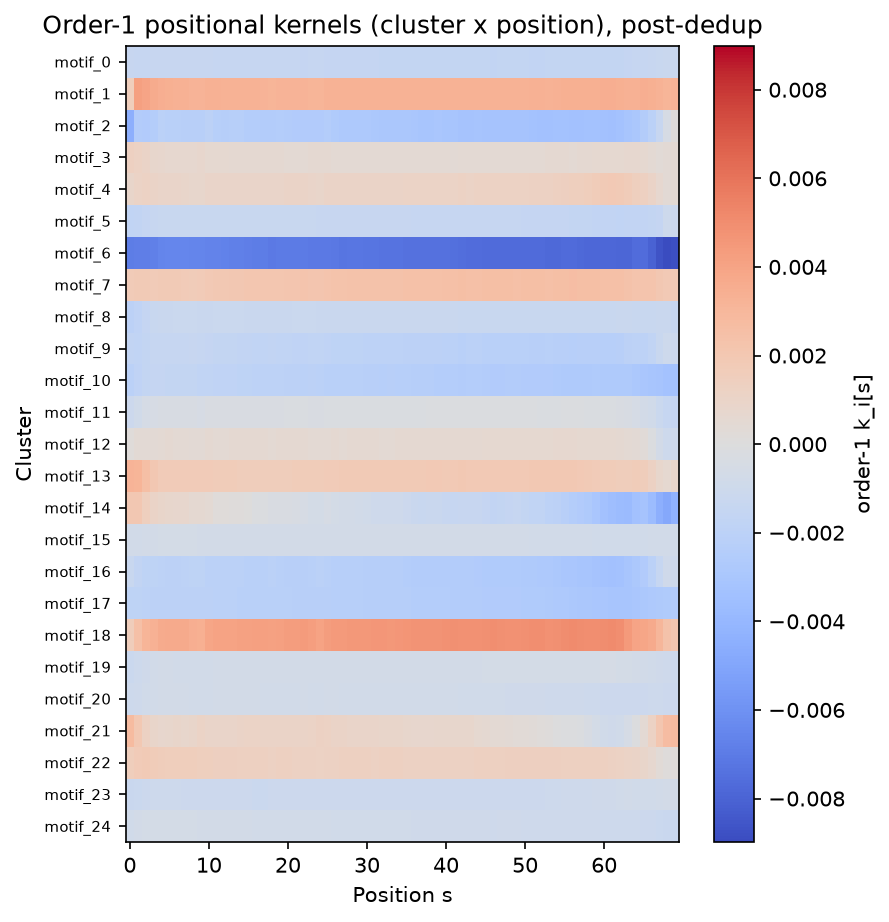 Order-1 positional kernels (cluster x position), post-dedup
motif_0
motif_1
motif_2
motif_3
motif_4
motif_5
motif_6
motif_7
motif_8
motif_9
motif_10
motif_11
motif_12
motif_13
motif_14
motif_15
motif_16
motif_17
motif_18
motif_19
motif_20
motif_21
motif_22
motif_23
motif_24
Cluster
0 10 20 30 40 50 60
Position s
0.008
0.006
0.004
0.002
0.000
−0.002
−0.004
−0.006
−0.008
order-1 k_i[s]